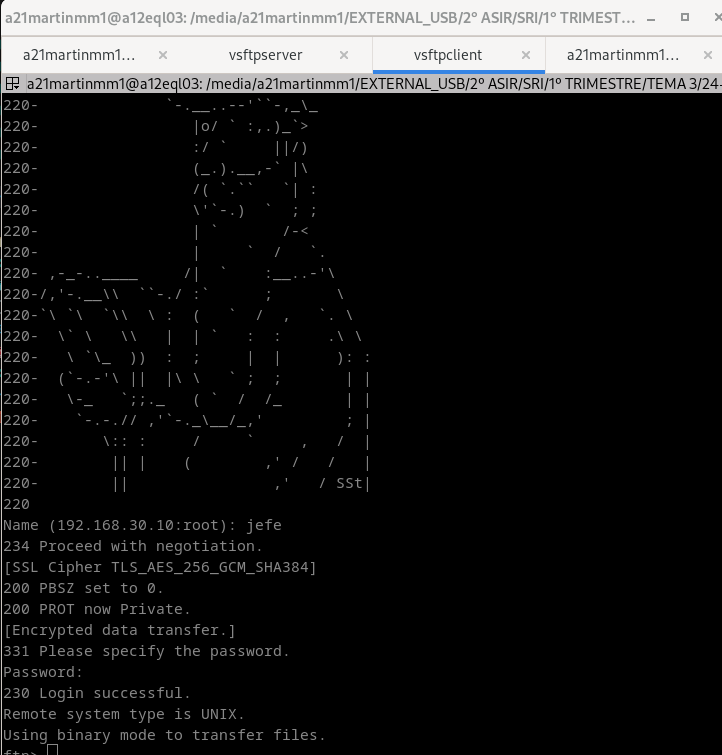 a21martinmm1@a12eql03: /media/a21martinmm1/EXTERNAL_USB/2º ASIR/SRI/1º TRIMEST...
a21martinmm1... × vsftpserver × vsftpclient × a21martinmm1... ×
a21martinmm1@a12eql03: /media/a21martinmm1/EXTERNAL_USB/2º ASIR/SRI/1º TRIMESTRE/TEMA 3/24-
220-              `-.__..--'``-,_\_
220-                 |o/ ` :,.)_`>
220-                 :/ `     ||/)
220-                 (_.).__,-` |\
220-                 /( `.``   `| :
220-                 \'`-.)  `  ; ;
220-                 | `       /-<
220-                 |     `  /   `.
220- ,-_-..____     /|  `    :__..-'\
220-/,'-.__\\  ``-./ :`      ;       \
220-`\ `\  `\\  \ :  (   `  /  ,   `. \
220-  \` \   \\   |  | `   :  :     .\ \
220-   \ `\_  ))  :  ;     |  |      ): :
220-  (`-.-'\ ||  |\ \   ` ;  ;       | |
220-   \-_   `;;._   ( `  /  /_       | |
220-    `-.-.// ,'`-._\__/_,'         ; |
220-       \:: :     /     `     ,   /  |
220-        || |    (        ,' /   /   |
220-        ||                ,'   / SSt|
220
Name (192.168.30.10:root): jefe
234 Proceed with negotiation.
[SSL Cipher TLS_AES_256_GCM_SHA384]
200 PBSZ set to 0.
200 PROT now Private.
[Encrypted data transfer.]
331 Please specify the password.
Password:
230 Login successful.
Remote system type is UNIX.
Using binary mode to transfer files.
ftp>